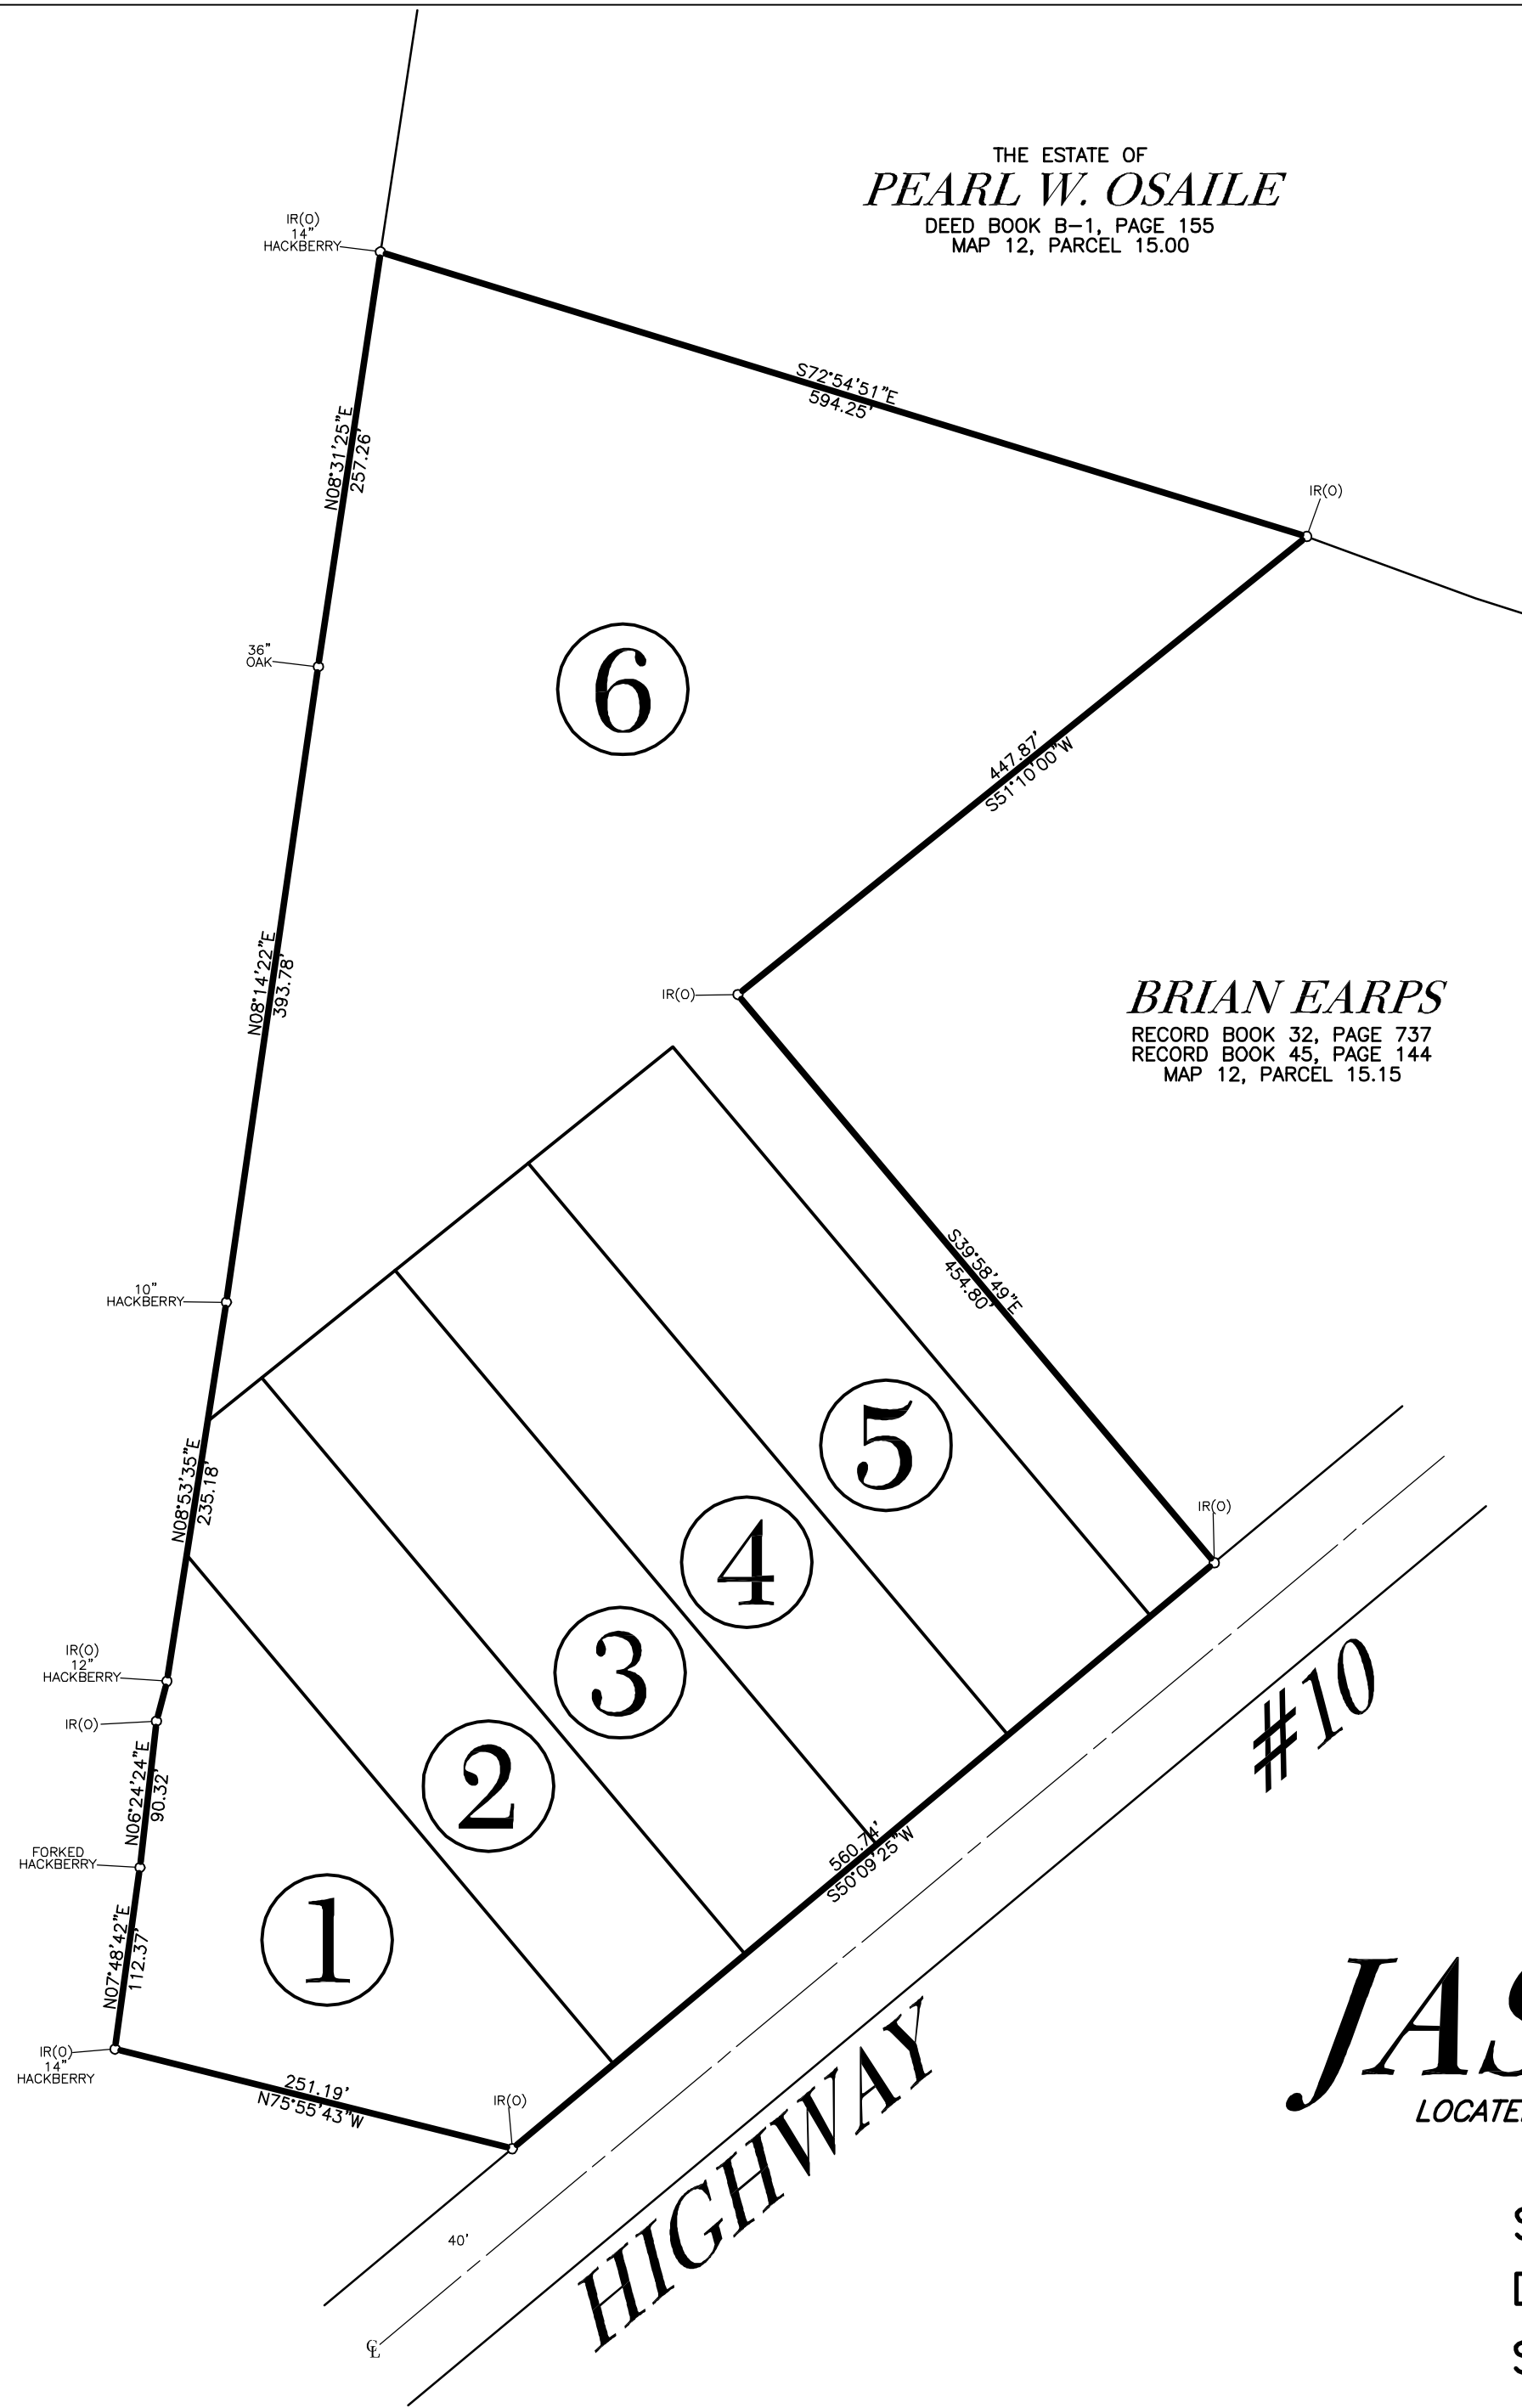 THE ESTATE OF
PEARL W. OSAILE
DEED BOOK B-1, PAGE 155
MAP 12, PARCEL 15.00
IR(O)
14"
HACKBERRY
S72°54'51"E
594.25'
N08°31'25"E
257.26'
IR(O)
36"
OAK
6
447.87'
S51°10'00"W
N08°14'22"E
393.78'
IR(O)
BRIAN EARPS
RECORD BOOK 32, PAGE 737
RECORD BOOK 45, PAGE 144
MAP 12, PARCEL 15.15
S39°58'49"E
454.80'
10"
HACKBERRY
5
N08°53'35"E
235.18'
IR(O)
4
IR(O)
12"
HACKBERRY
3
#10
IR(O)
2
N06°24'24"E
90.32'
560.74'
S50°09'25"W
FORKED
HACKBERRY
1
N07°48'42"E
112.37'
JAS
LOCATE
IR(O)
14"
HACKBERRY
251.19'
N75°55'43"W
IR(O)
HIGHWAY
40'
℄